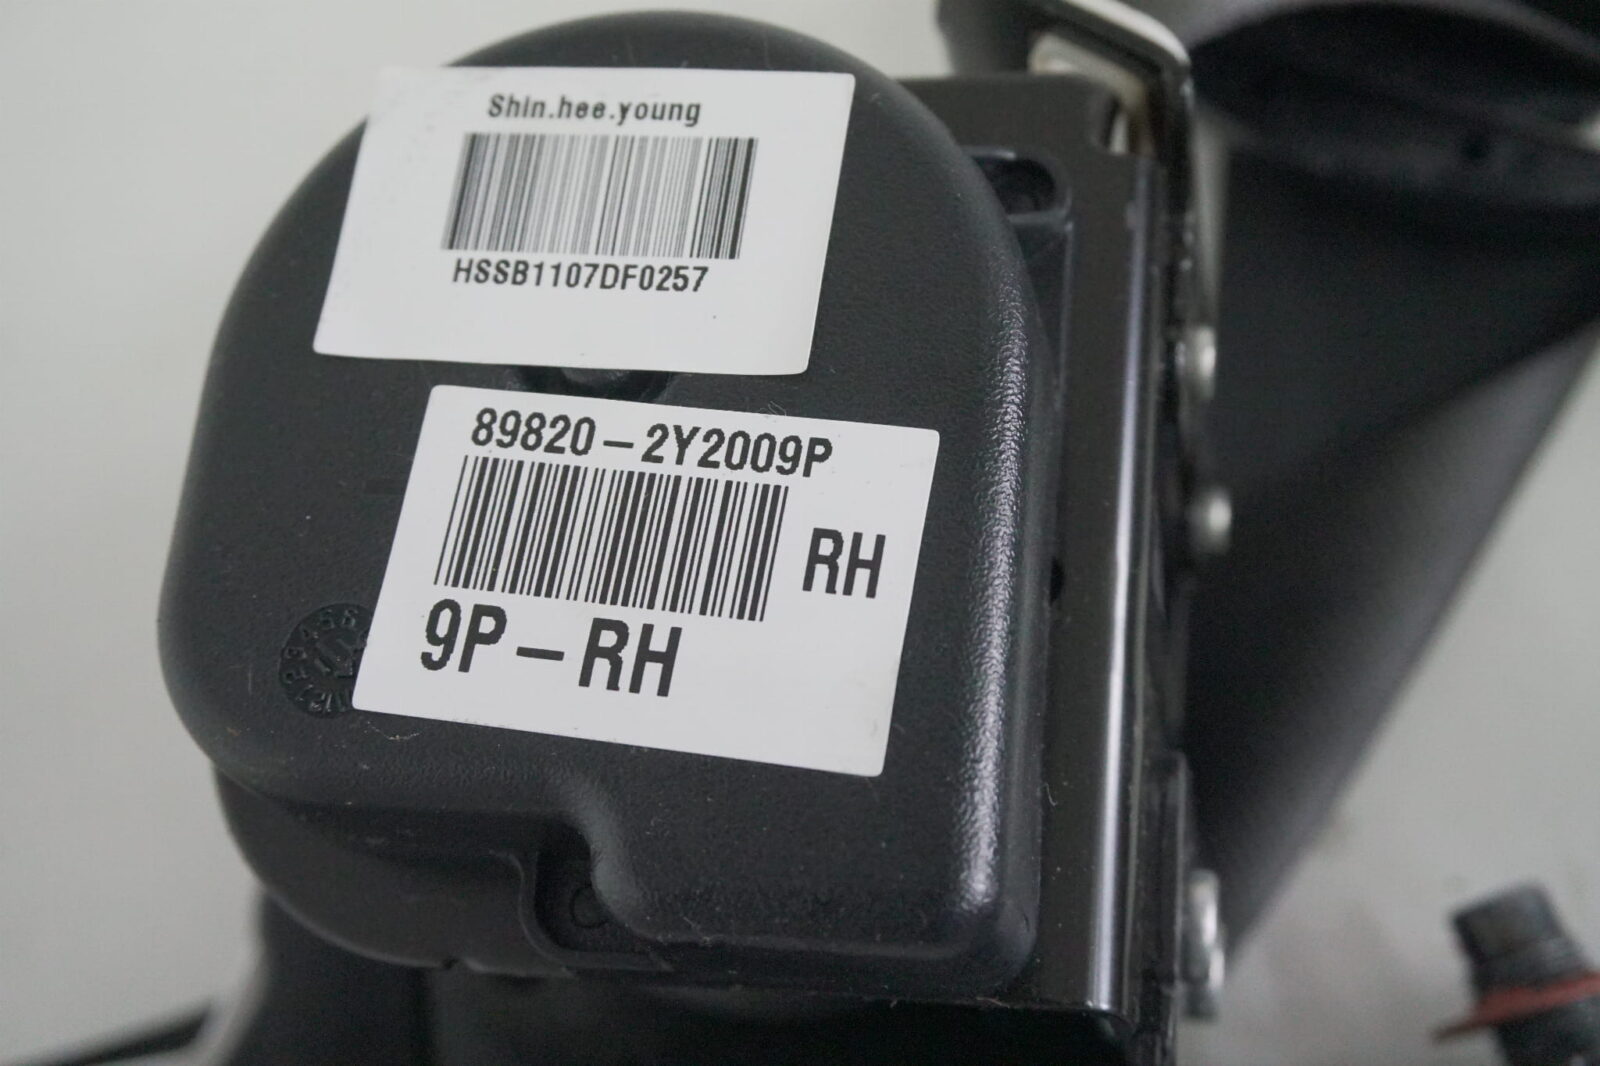 Shin.hee.young
HSSB1107DF0257
89820-2Y2009P
RH
9P-RH